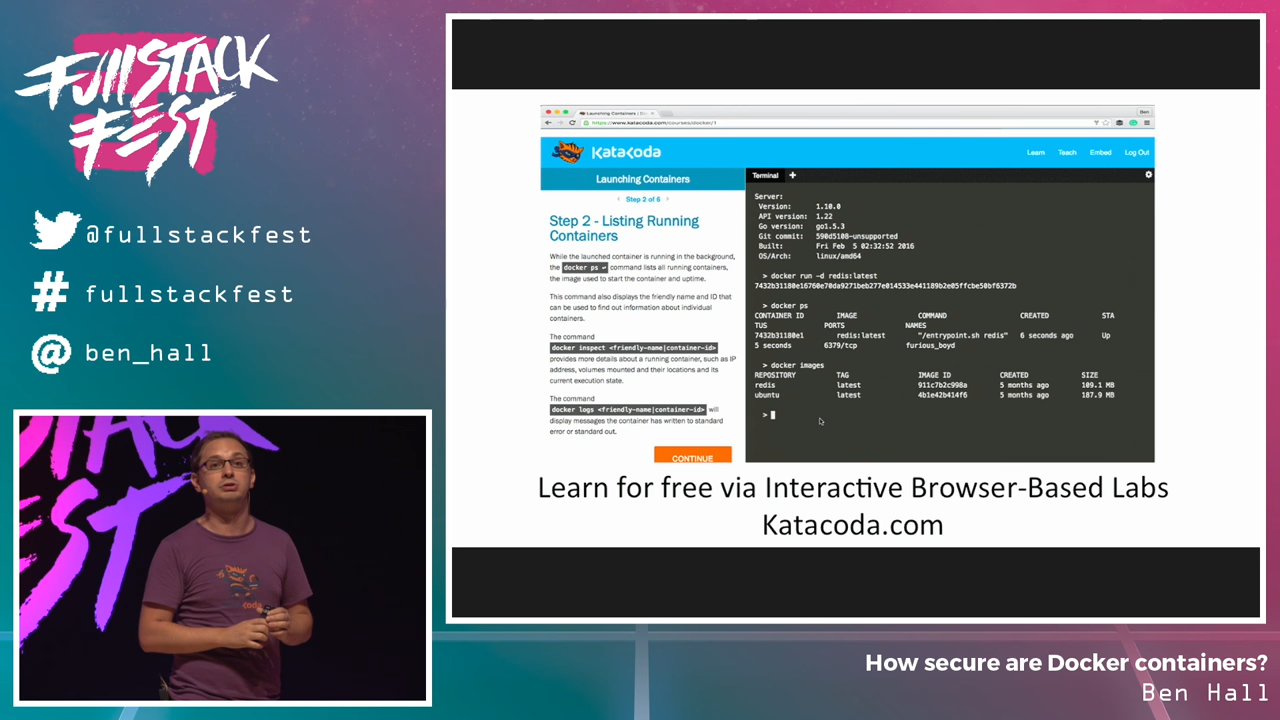 FullSTACK
FEST
@fullstackfest
# fullstackfest
@ ben_hall
Launching Containers
https://www.katacoda.com/courses/docker/1
Ben
Katacoda
Learn Teach Embed Log Out
Launching Containers
Step 2 of 6
Step 2 - Listing Running
Containers
While the launched container is running in the background,
the docker ps ↵ command lists all running containers,
the image used to start the container and uptime.
This command also displays the friendly name and ID that
can be used to find out information about individual
containers.
The command
docker inspect <friendly-name|container-id>
provides more details about a running container, such as IP
address, volumes mounted and their locations and its
current execution state.
The command
docker logs <friendly-name|container-id> will
display messages the container has written to standard
error or standard out.
CONTINUE
Terminal +
Server:
Version: 1.10.0
API version: 1.22
Go version: go1.5.3
Git commit: 590d5108-unsupported
Built: Fri Feb 5 02:32:52 2016
OS/Arch: linux/amd64
> docker run -d redis:latest
7432b31180e16760e70da9271beb277e014533e441189b2e05ffcbe50bf6372b
> docker ps
CONTAINER ID IMAGE COMMAND CREATED STA
TUS PORTS NAMES
7432b31180e1 redis:latest "/entrypoint.sh redis" 6 seconds ago Up
5 seconds 6379/tcp furious_boyd
> docker images
REPOSITORY TAG IMAGE ID CREATED SIZE
redis latest 911c7b2c998a 5 months ago 109.1 MB
ubuntu latest 4b1e42b414f6 5 months ago 187.9 MB
>
Learn for free via Interactive Browser-Based Labs
Katacoda.com
How secure are Docker containers?
Ben Hall